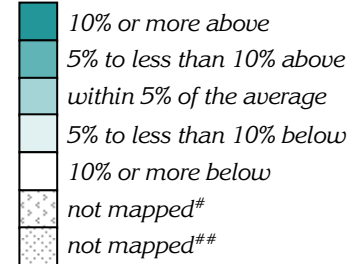 10% or more above
5% to less than 10% above
within 5% of the average
5% to less than 10% below
10% or more below
not mapped#
not mapped##